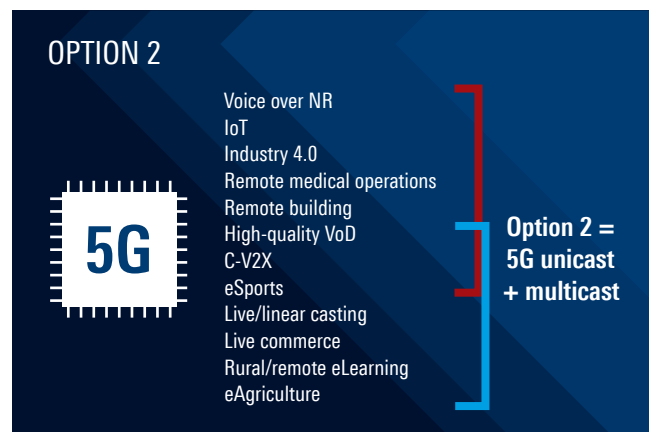 OPTION 2
5G
Voice over NR
IoT
Industry 4.0
Remote medical operations
Remote building
High-quality VoD
C-V2X
eSports
Live/linear casting
Live commerce
Rural/remote eLearning
eAgriculture
Option 2 =
5G unicast
+ multicast